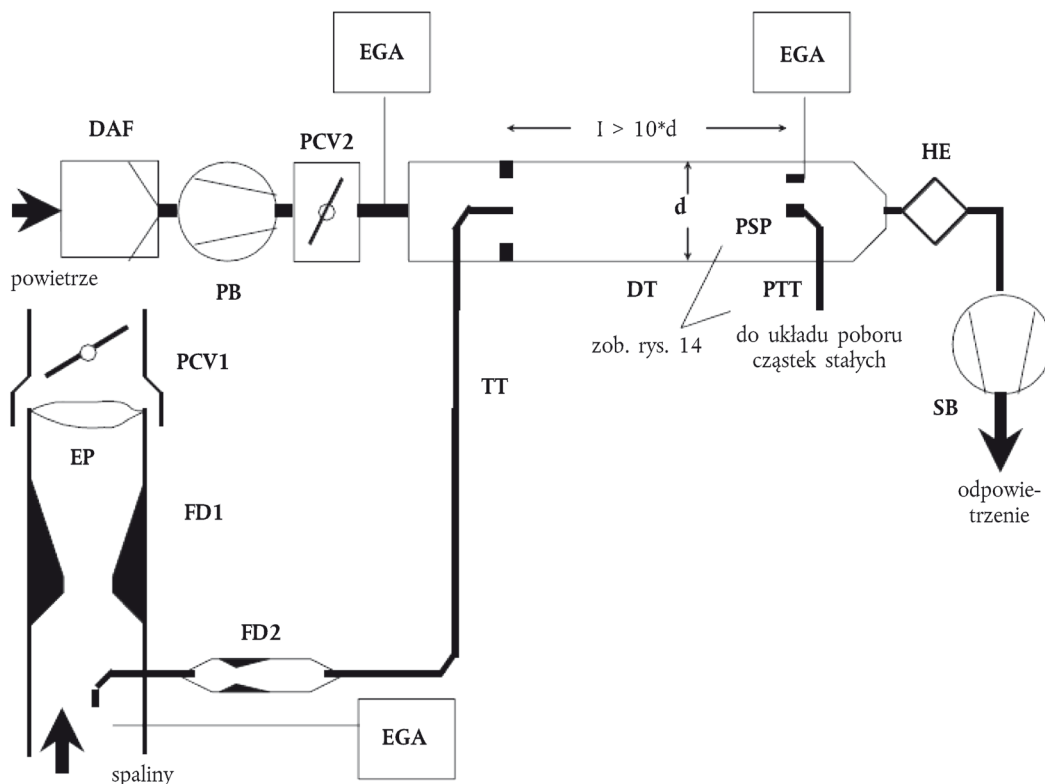 EGA
EGA
DAF
PCV2
l > 10*d
HE
d
PSP
powietrze
PB
DT
PTT
zob. rys. 14
do układu poboru
cząstek stałych
PCV1
TT
SB
EP
odpowie-
trzenie
FD1
FD2
EGA
spaliny